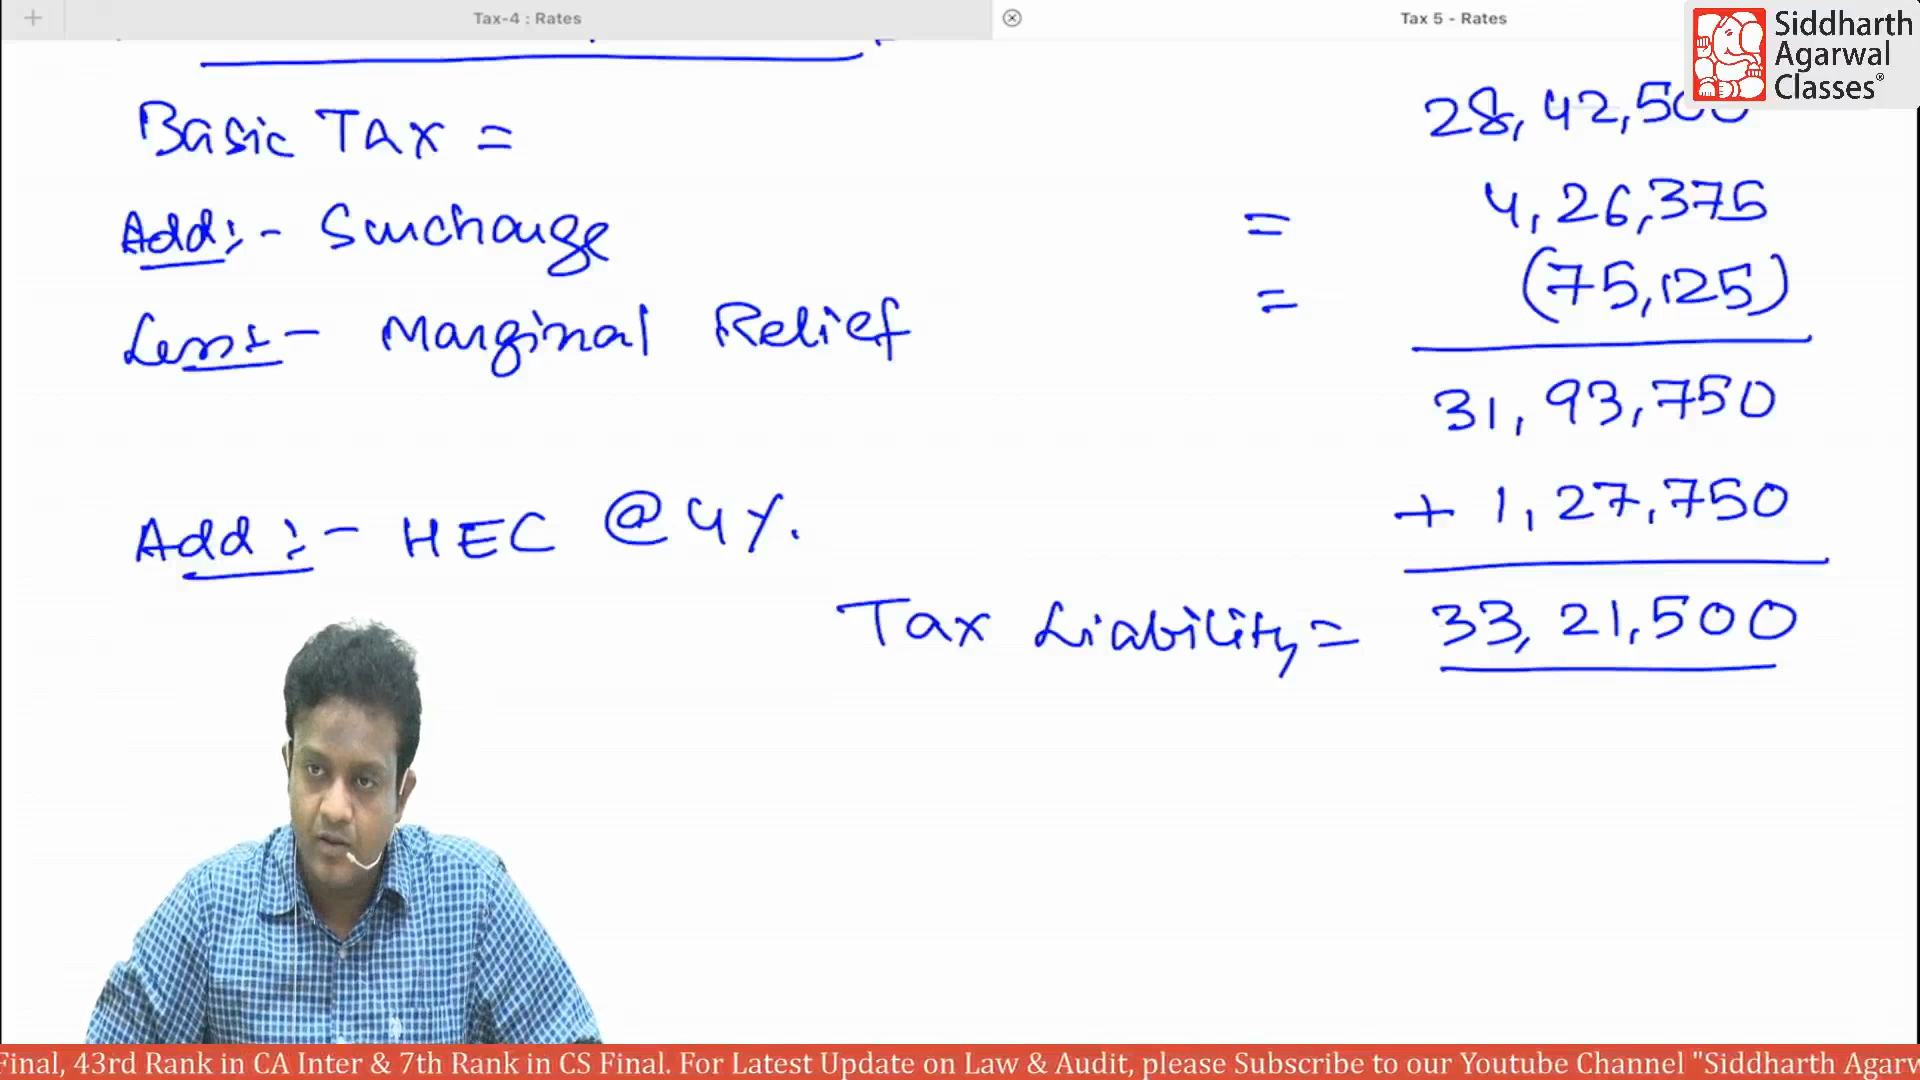 Tax-4 : Rates
Tax 5 - Rates
Siddharth
Agarwal
Classes®
Basic Tax = 28,42,500
Add:- Surcharge = 4,26,375
Less:- Marginal Relief = (75,125)
31,93,750
Add:- HEC @ 4%. + 1,27,750
Tax Liability = 33,21,500
Final, 43rd Rank in CA Inter & 7th Rank in CS Final. For Latest Update on Law & Audit, please Subscribe to our Youtube Channel "Siddharth Agarw